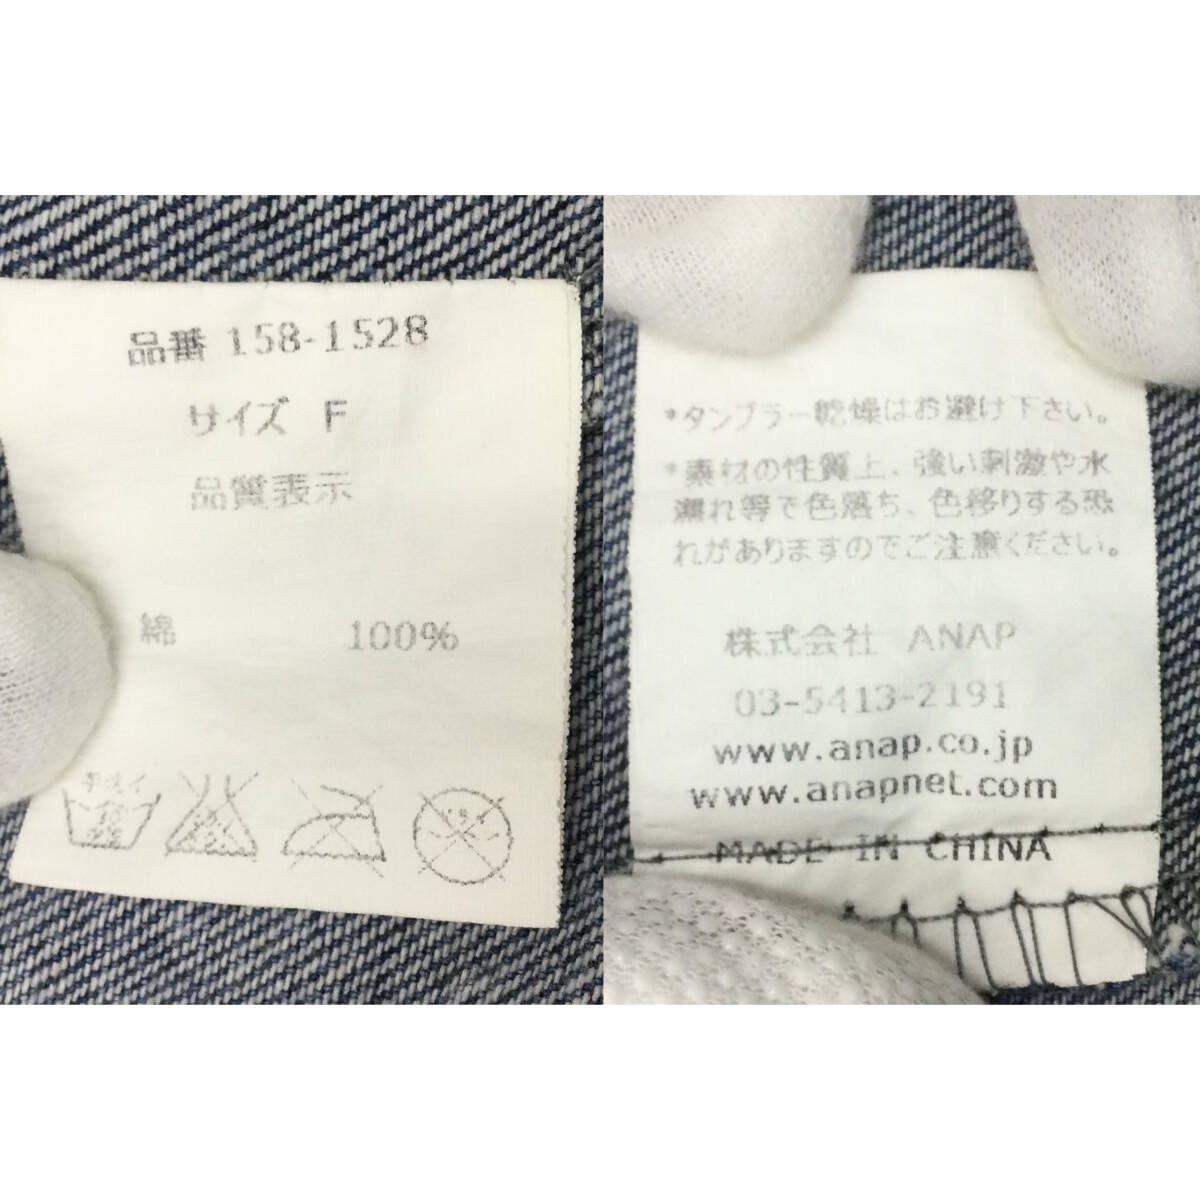 品番 158-1528
サイズ F
品質表示
綿 100%
手洗イ
*タンブラー乾燥はお避け下さい。
*素材の性質上、強い刺激や水
濡れ等で色落ち、色移りする恐
れがありますのでご注意ください。
株式会社 ANAP
03-5413-2191
www.anap.co.jp
www.anapnet.com
MADE IN CHINA